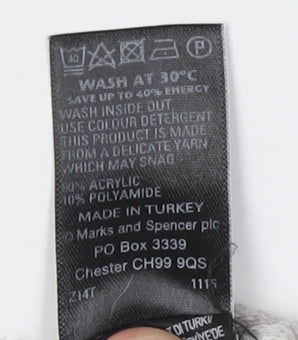 40 P
WASH AT 30°C
SAVE UP TO 40% ENERGY
WASH INSIDE OUT
USE COLOUR DETERGENT
THIS PRODUCT IS MADE
FROM A DELICATE YARN
WHICH MAY SNAG
90% ACRYLIC
10% POLYAMIDE
MADE IN TURKEY
© Marks and Spencer plc
PO Box 3339
Chester CH99 9QS
Z14T 1115